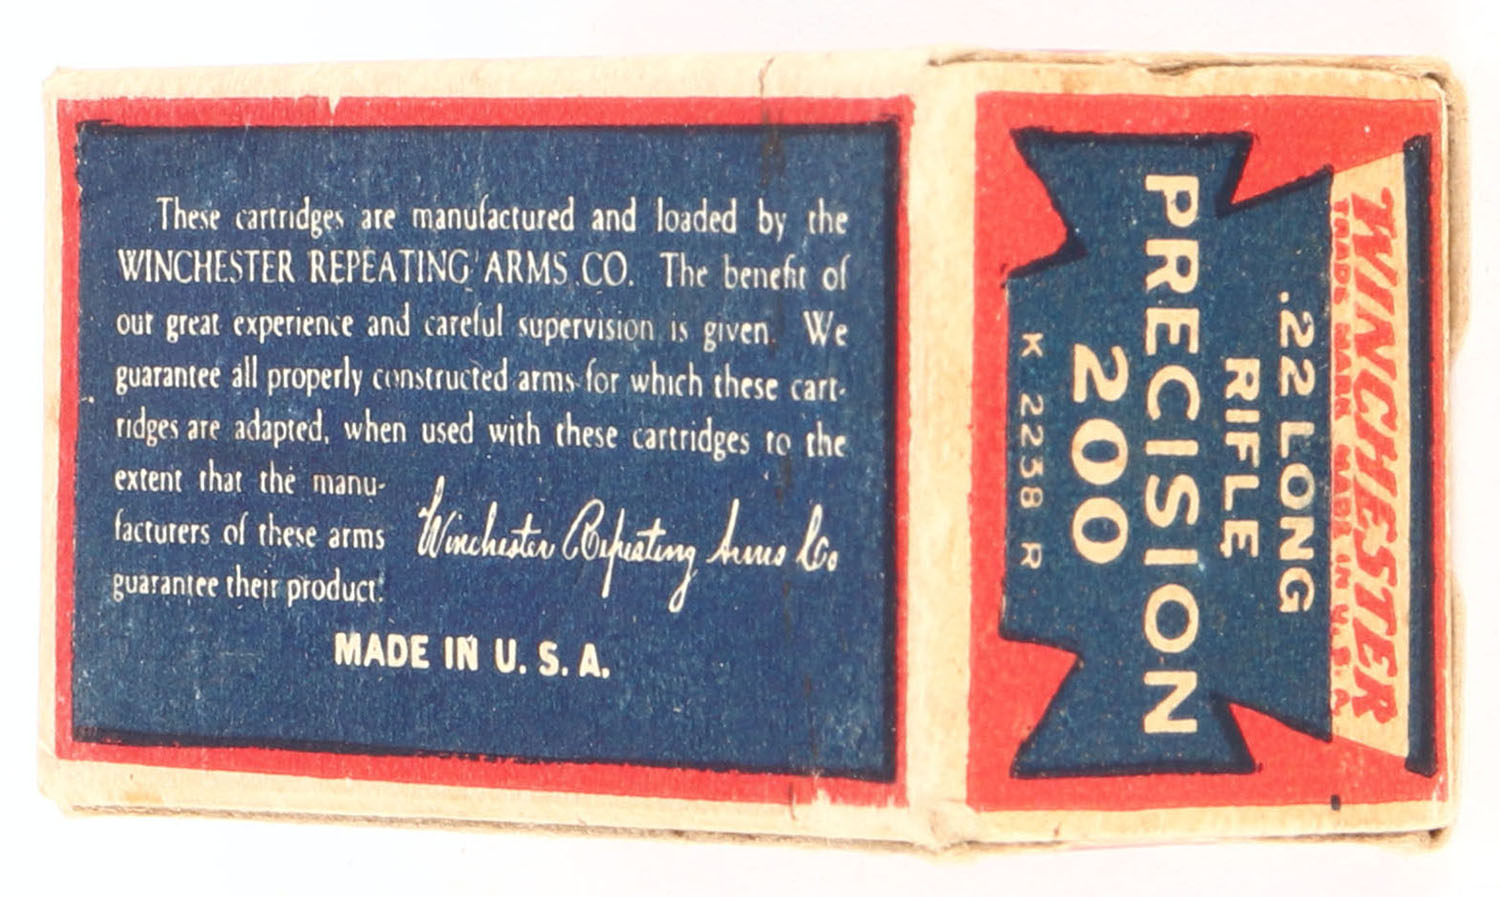 These cartridges are manufactured and loaded by the
WINCHESTER REPEATING ARMS CO. The benefit of
our great experience and careful supervision is given. We
guarantee all properly constructed arms for which these cart-
ridges are adapted, when used with these cartridges to the
extent that the manu-
facturers of these arms
guarantee their product.
Winchester Repeating Arms Co
MADE IN U. S. A.
WINCHESTER
TRADE MARK MADE IN U.S.A.
.22 LONG
RIFLE
PRECISION
200
K 2238 R